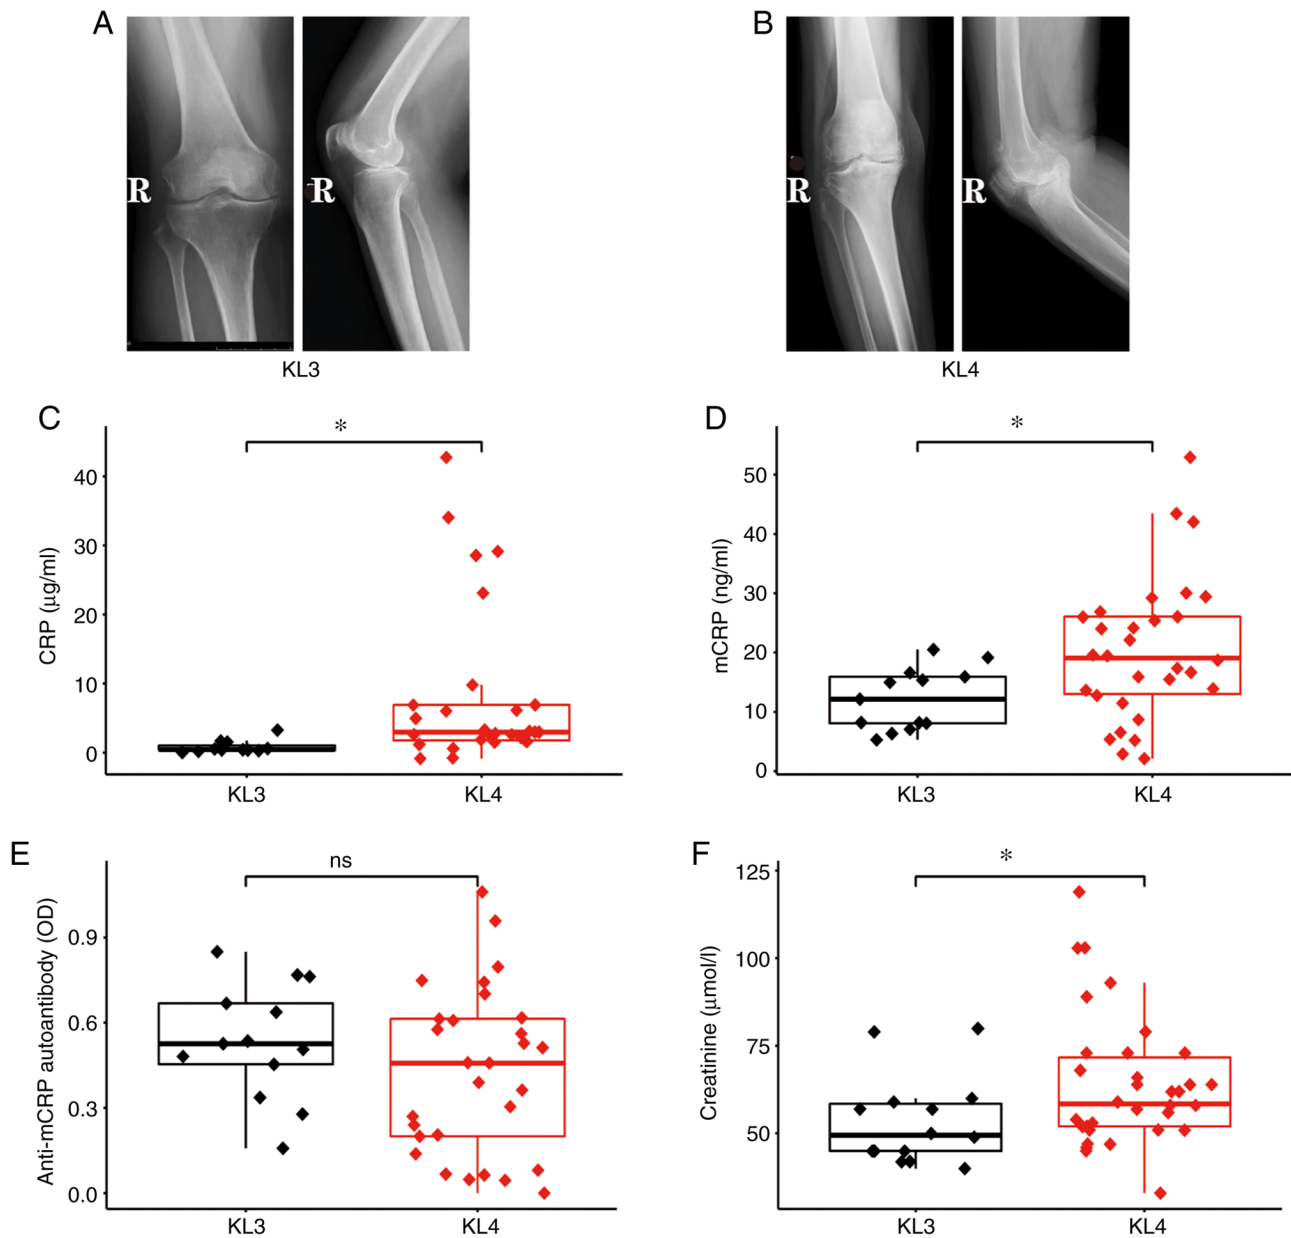 A
B
R
R
R
R
KL3
KL4
C
*
CRP (µg/ml)
40
30
20
10
0
KL3
KL4
D
*
mCRP (ng/ml)
50
40
30
20
10
0
KL3
KL4
E
ns
Anti-mCRP autoantibody (OD)
0.9
0.6
0.3
0.0
KL3
KL4
F
*
Creatinine (µmol/l)
125
100
75
50
KL3
KL4